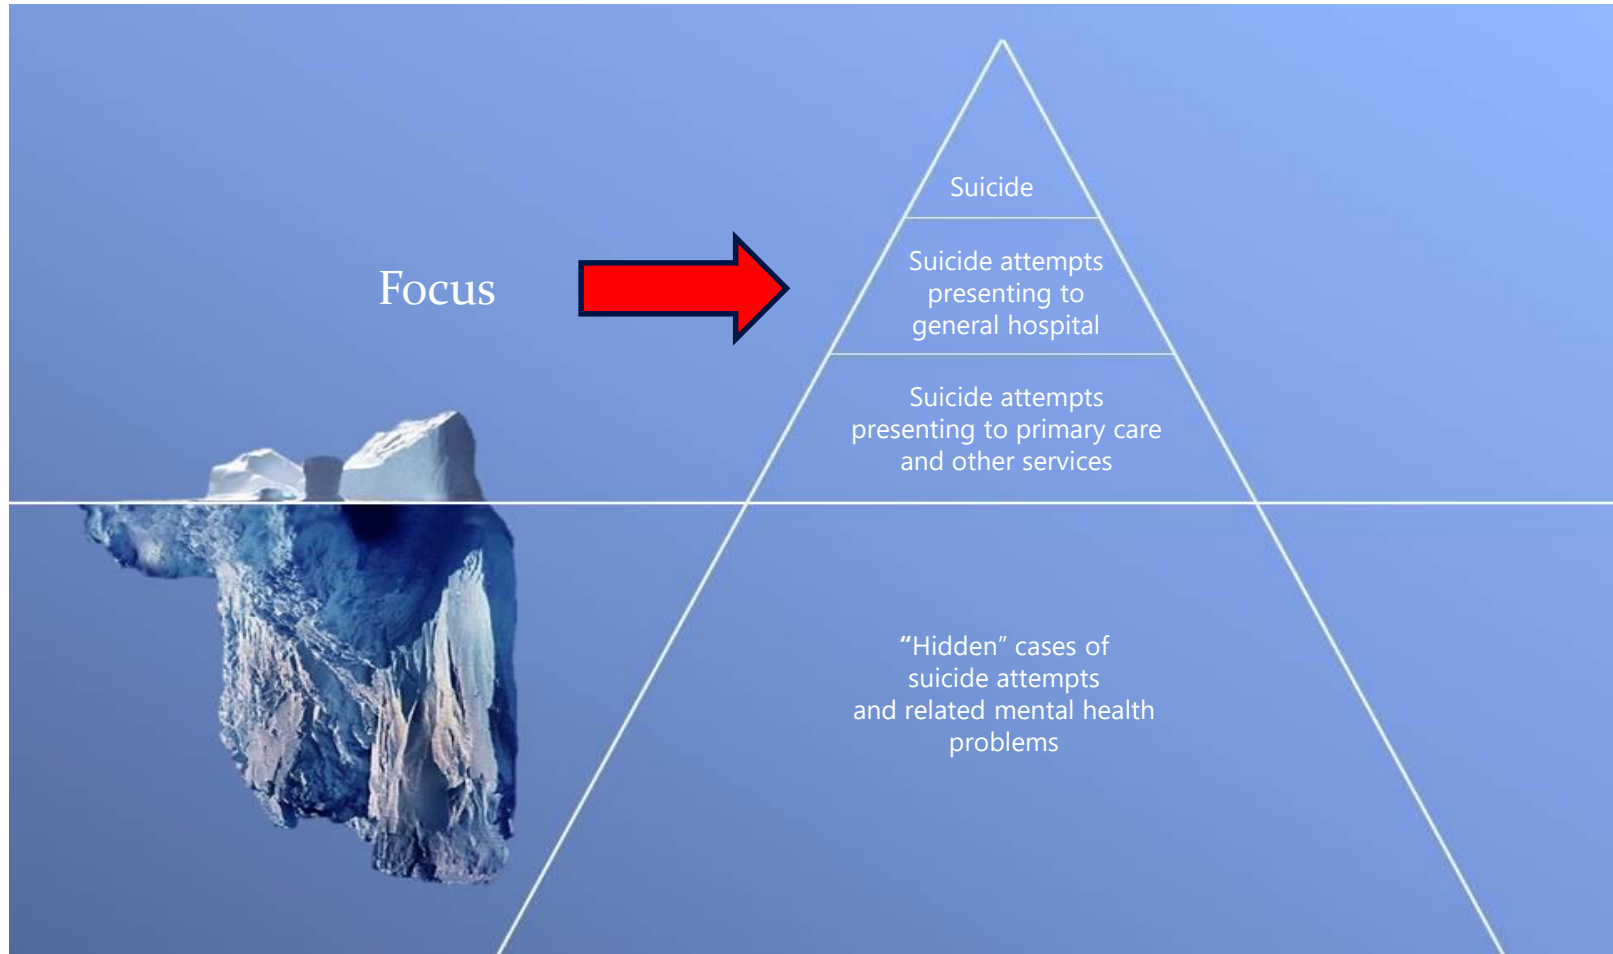 Suicide
Focus
Suicide attempts
presenting to
general hospital
Suicide attempts
presenting to primary care
and other services
“Hidden” cases of
suicide attempts
and related mental health
problems